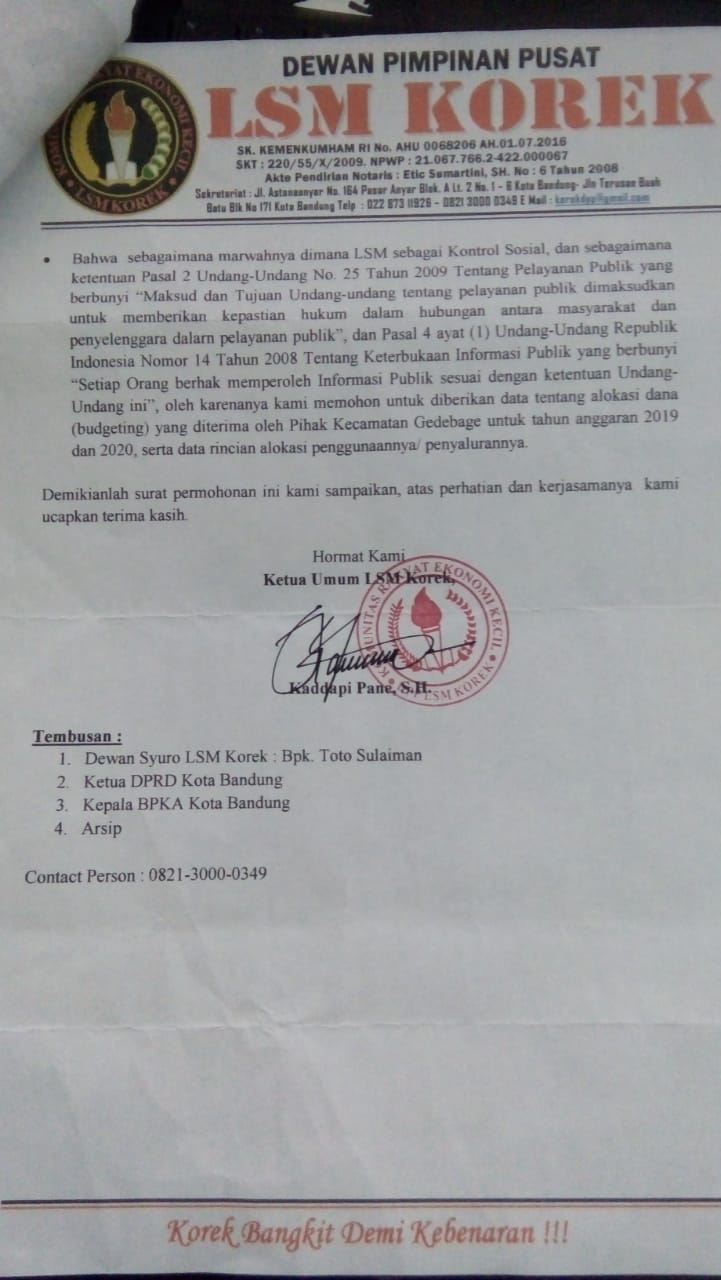 DEWAN PIMPINAN PUSAT
LSM KOREK
SK. KEMENKUMHAM RI No. AHU 0068206 AH.01.07.2016
SKT : 220/55/X/2009. NPWP : 21.067.766.2-422.000067
Akte Pendirian Notaris : Etic Sumartini, SH. No : 6 Tahun 2008
Sekretariat : Jl. Astanaanyar No. 164 Pasar Anyar Blok. A Lt. 2 No. 1 - 6 Kota Bandung- Jln Terusan Buah
Batu Blk No 171 Kota Bandung Telp : 022 873 11926 - 0821 3000 0349 E Mail : korekdpp@gmail.com
LSM KOREK
• Bahwa sebagaimana marwahnya dimana LSM sebagai Kontrol Sosial, dan sebagaimana
ketentuan Pasal 2 Undang-Undang No. 25 Tahun 2009 Tentang Pelayanan Publik yang
berbunyi “Maksud dan Tujuan Undang-undang tentang pelayanan publik dimaksudkan
untuk memberikan kepastian hukum dalam hubungan antara masyarakat dan
penyelenggara dalarn pelayanan publik”, dan Pasal 4 ayat (1) Undang-Undang Republik
Indonesia Nomor 14 Tahun 2008 Tentang Keterbukaan Informasi Publik yang berbunyi
“Setiap Orang berhak memperoleh Informasi Publik sesuai dengan ketentuan Undang-
Undang ini”, oleh karenanya kami memohon untuk diberikan data tentang alokasi dana
(budgeting) yang diterima oleh Pihak Kecamatan Gedebage untuk tahun anggaran 2019
dan 2020, serta data rincian alokasi penggunaannya/ penyalurannya.
Demikianlah surat permohonan ini kami sampaikan, atas perhatian dan kerjasamanya kami
ucapkan terima kasih.
Hormat Kami
Ketua Umum LSM Korek,
KOMUNITAS RAKYAT EKONOMI KECIL
LSM KOREK
Kaddapi Pane, S.H.
Tembusan :
1. Dewan Syuro LSM Korek : Bpk. Toto Sulaiman
2. Ketua DPRD Kota Bandung
3. Kepala BPKA Kota Bandung
4. Arsip
Contact Person : 0821-3000-0349
Korek Bangkit Demi Kebenaran !!!